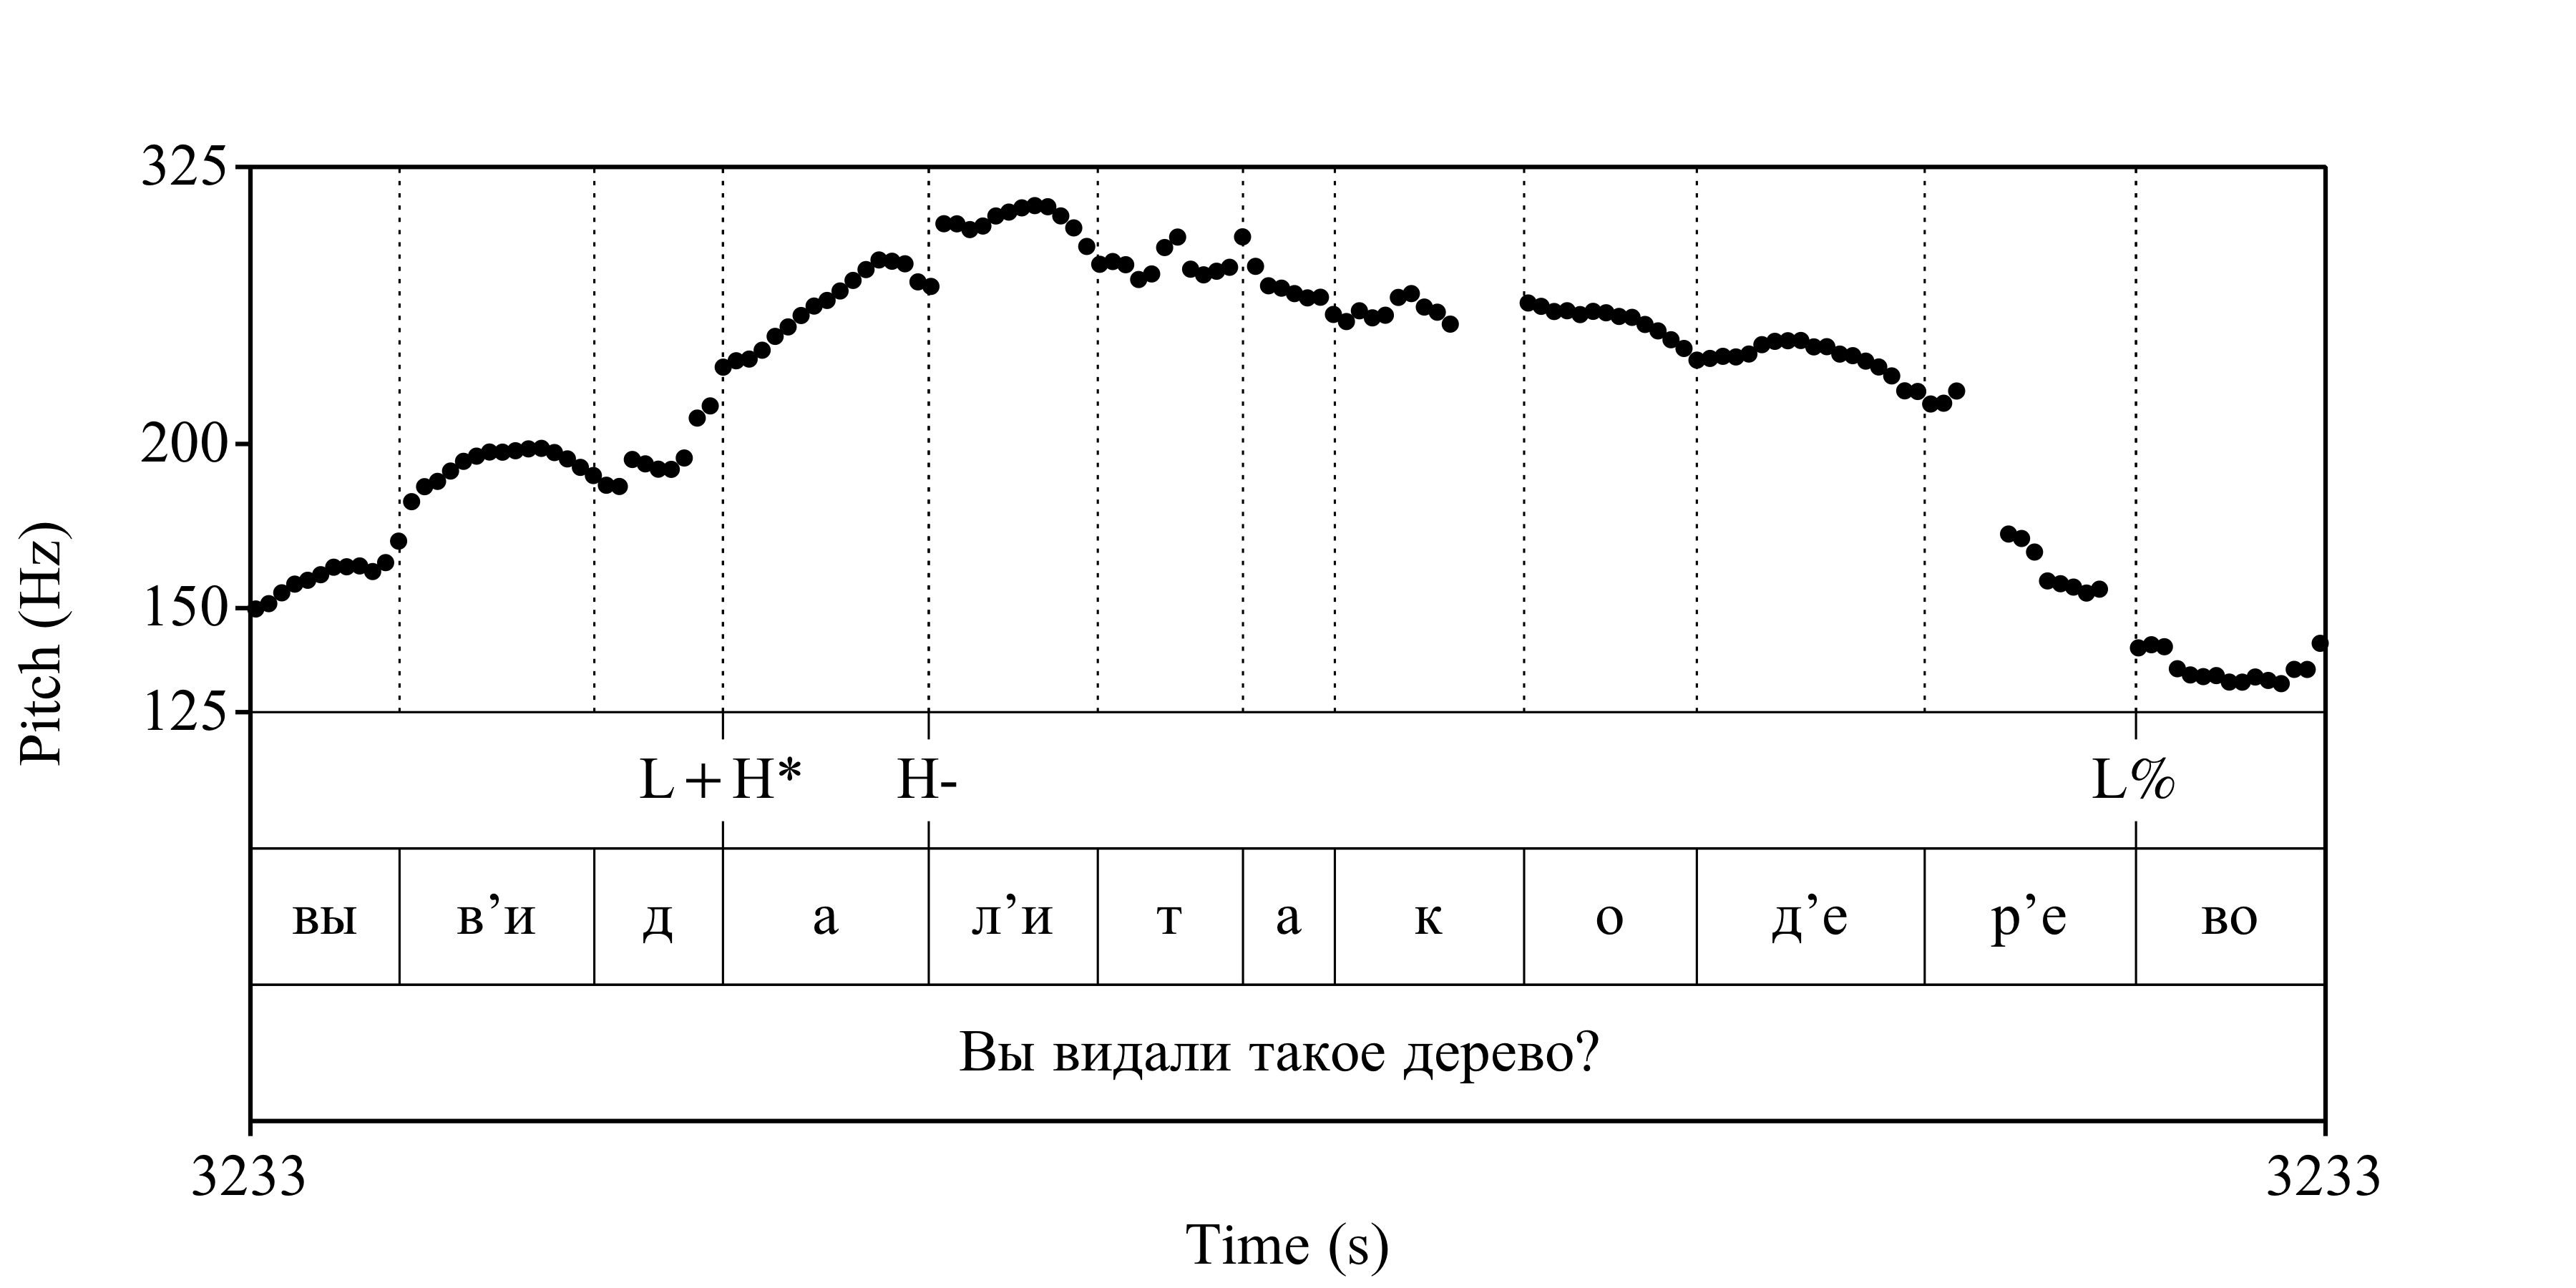 325
200
150
125
Pitch (Hz)
L+H* H- L%
вы в’и д а л’и т а к о д’е р’е во
Вы видали такое дерево?
3233 3233
Time (s)